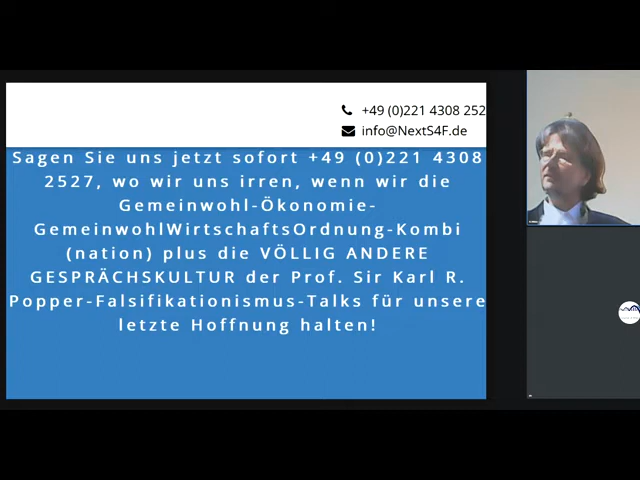 +49 (0)221 4308 252
info@NextS4F.de
Sagen Sie uns jetzt sofort +49 (0)221 4308
2527, wo wir uns irren, wenn wir die
Gemeinwohl-Ökonomie-
GemeinwohlWirtschaftsOrdnung-Kombi
(nation) plus die VÖLLIG ANDERE
GESPRÄCHSKULTUR der Prof. Sir Karl R.
Popper-Falsifikationismus-Talks für unsere
letzte Hoffnung halten!